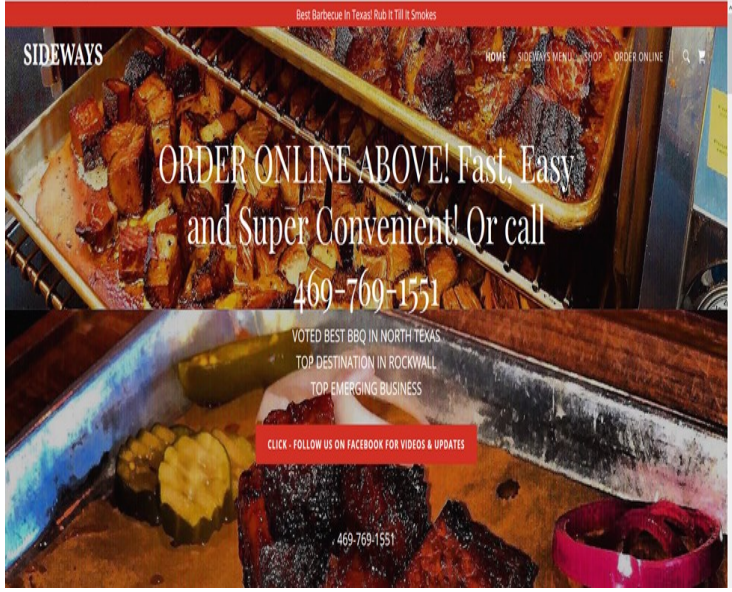 Best Barbecue In Texas! Rub It Till It Smokes
SIDEWAYS
HOME SIDEWAYS MENU SHOP ORDER ONLINE
ORDER ONLINE ABOVE! Fast, Easy
and Super Convenient! Or call
469-769-1551
VOTED BEST BBQ IN NORTH TEXAS
TOP DESTINATION IN ROCKWALL
TOP EMERGING BUSINESS
CLICK - FOLLOW US ON FACEBOOK FOR VIDEOS & UPDATES
469-769-1551